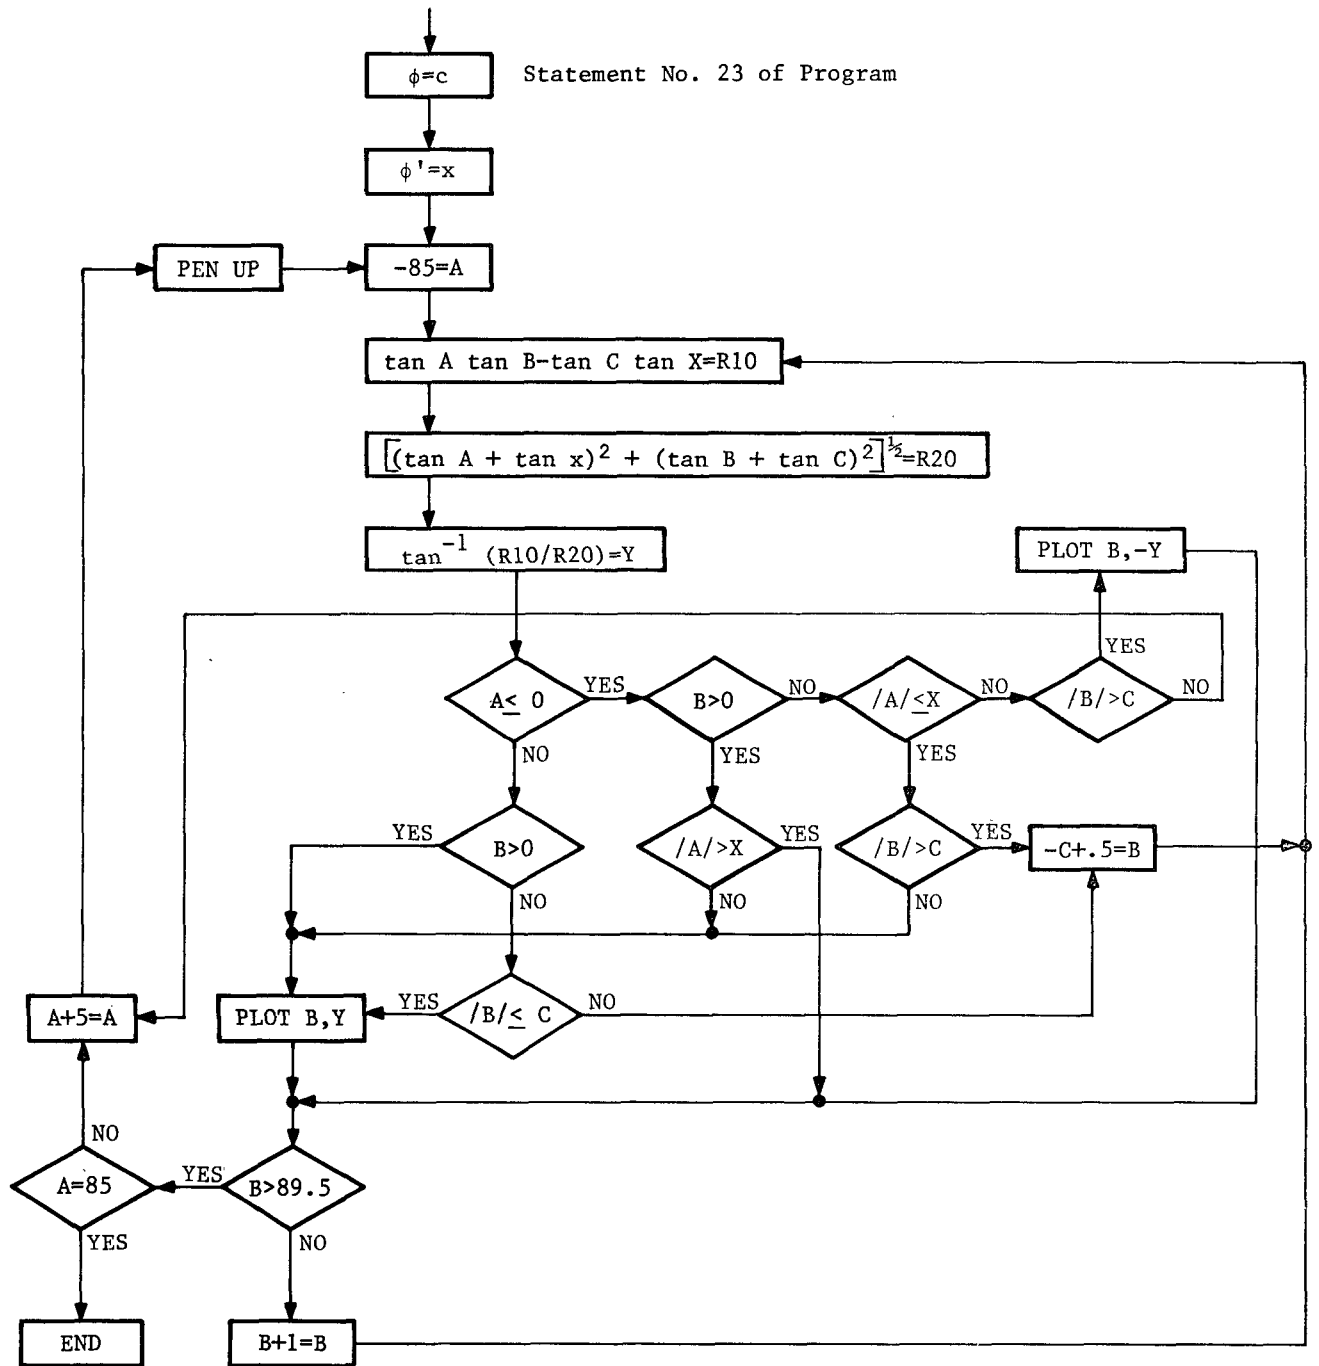 ϕ=c
Statement No. 23 of Program
ϕ'=x
PEN UP
-85=A
tan A tan B-tan C tan X=R10
[(tan A + tan x)² + (tan B + tan C)²]^½=R20
tan⁻¹ (R10/R20)=Y
PLOT B,-Y
YES
A≤ 0
YES
B>0
NO
/A/≤X
NO
/B/>C
NO
NO
YES
YES
YES
B>0
/A/>X
YES
/B/>C
YES
-C+.5=B
NO
NO
NO
A+5=A
PLOT B,Y
YES
/B/≤ C
NO
NO
A=85
YES
B>89.5
YES
NO
END
B+1=B